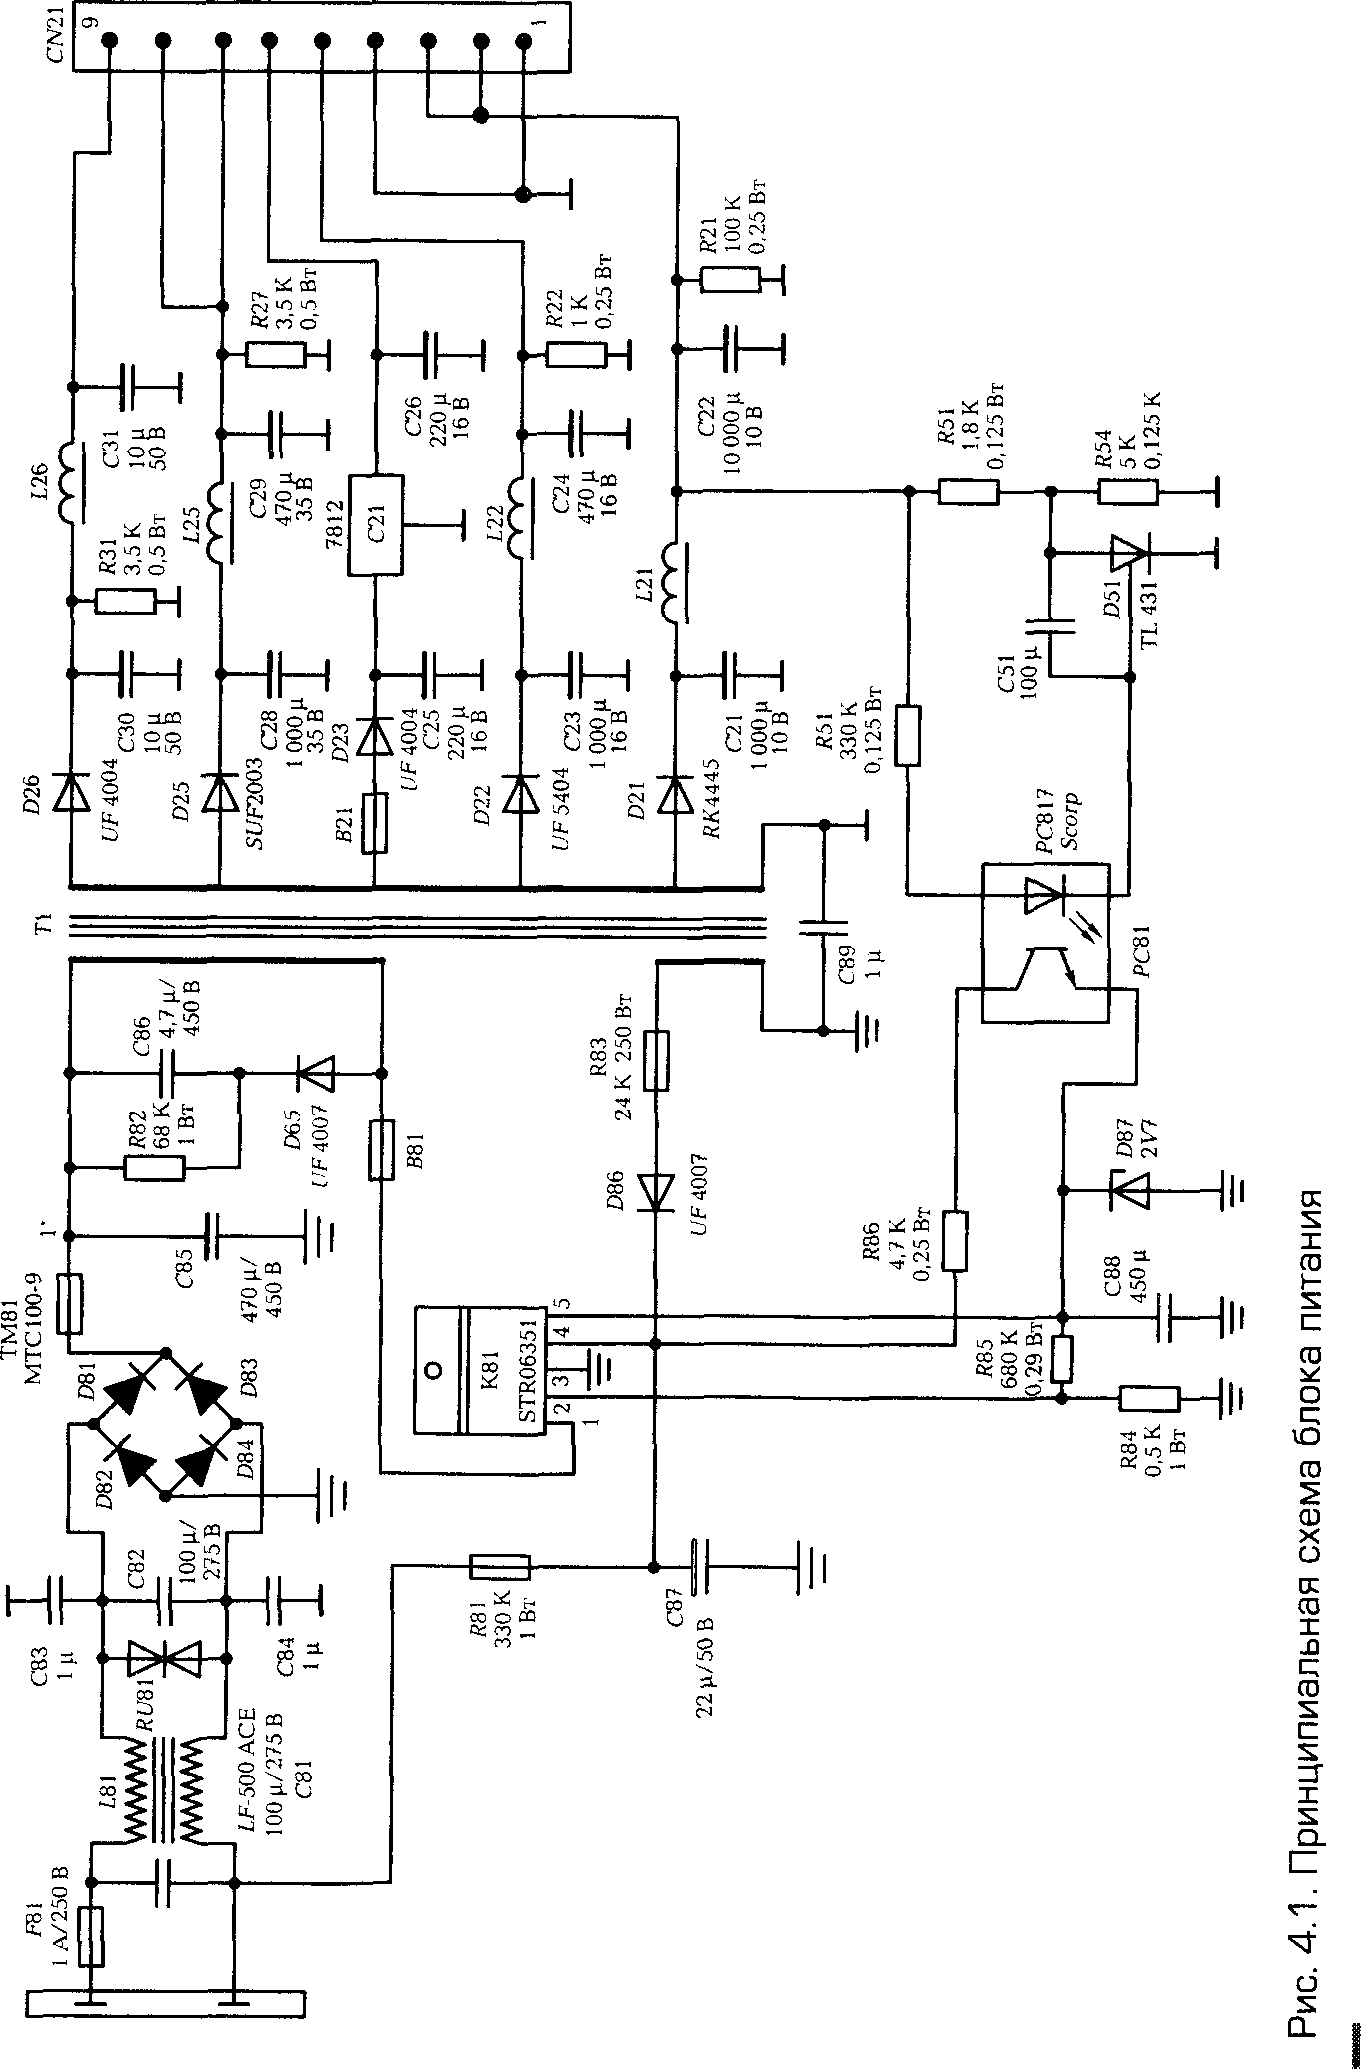 F81
1 А/250 В
L81
LF-500 ACE
100 μ/275 В
C81
RU81
C83
1 μ
C84
1 μ
C82
100 μ/
275 В
D81
D82
D83
D84
TM81
MTC100-9
1'
C85
470 μ/
450 В
R82
68 K
1 Вт
C86
4,7 μ/
450 В
D65
UF 4007
B81
T1
R81
330 K
1 Вт
C87
22 μ/50 В
K81
STR06351
1
2
3
4
5
D86
UF 4007
R83
24 K 250 Вт
C89
1 μ
R84
0,5 K
1 Вт
R85
680 K
0,29 Вт
R86
4,7 K
0,25 Вт
C88
450 μ
D87
2V7
PC81
PC817
Scorp
D26
UF 4004
C30
10 μ
50 В
R31
3,5 K
0,5 Вт
L26
C31
10 μ
50 В
D25
SUF2003
C28
1 000 μ
35 В
L25
C29
470 μ
35 В
R27
3,5 K
0,5 Вт
B21
D23
UF 4004
C25
220 μ
16 В
7812
C21
C26
220 μ
16 В
D22
UF 5404
C23
1 000 μ
16 В
L22
C24
470 μ
16 В
R22
1 K
0,25 Вт
D21
RK4445
C21
1 000 μ
10 В
L21
C22
10 000 μ
10 В
R21
100 K
0,25 Вт
R51
330 K
0,125 Вт
C51
100 μ
D51
TL 431
R51
1,8 K
0,125 Вт
R54
5 K
0,125 K
CN21
9
1
Рис. 4.1. Принципиальная схема блока питания